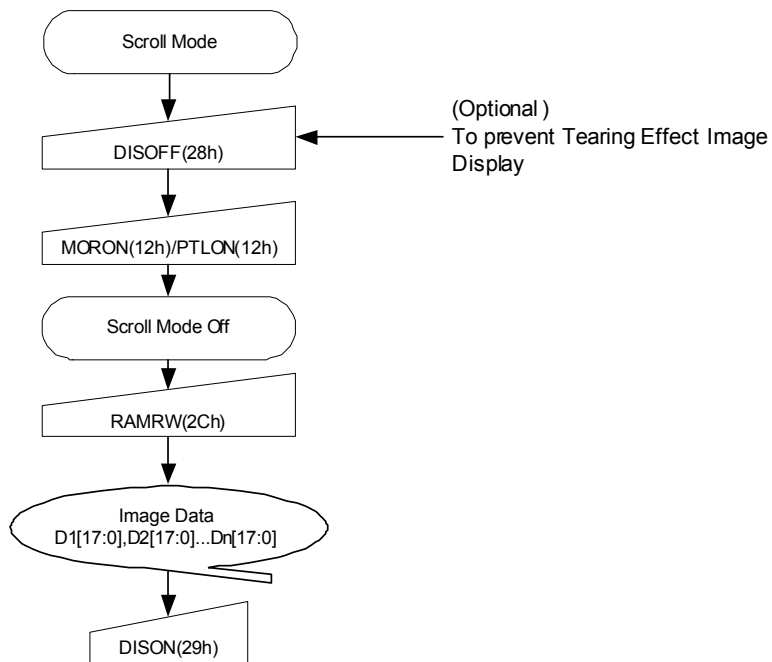 Scroll Mode
(Optional )
To prevent Tearing Effect Image
Display
DISOFF(28h)
MORON(12h)/PTLON(12h)
Scroll Mode Off
RAMRW(2Ch)
Image Data
D1[17:0],D2[17:0]...Dn[17:0]
DISON(29h)